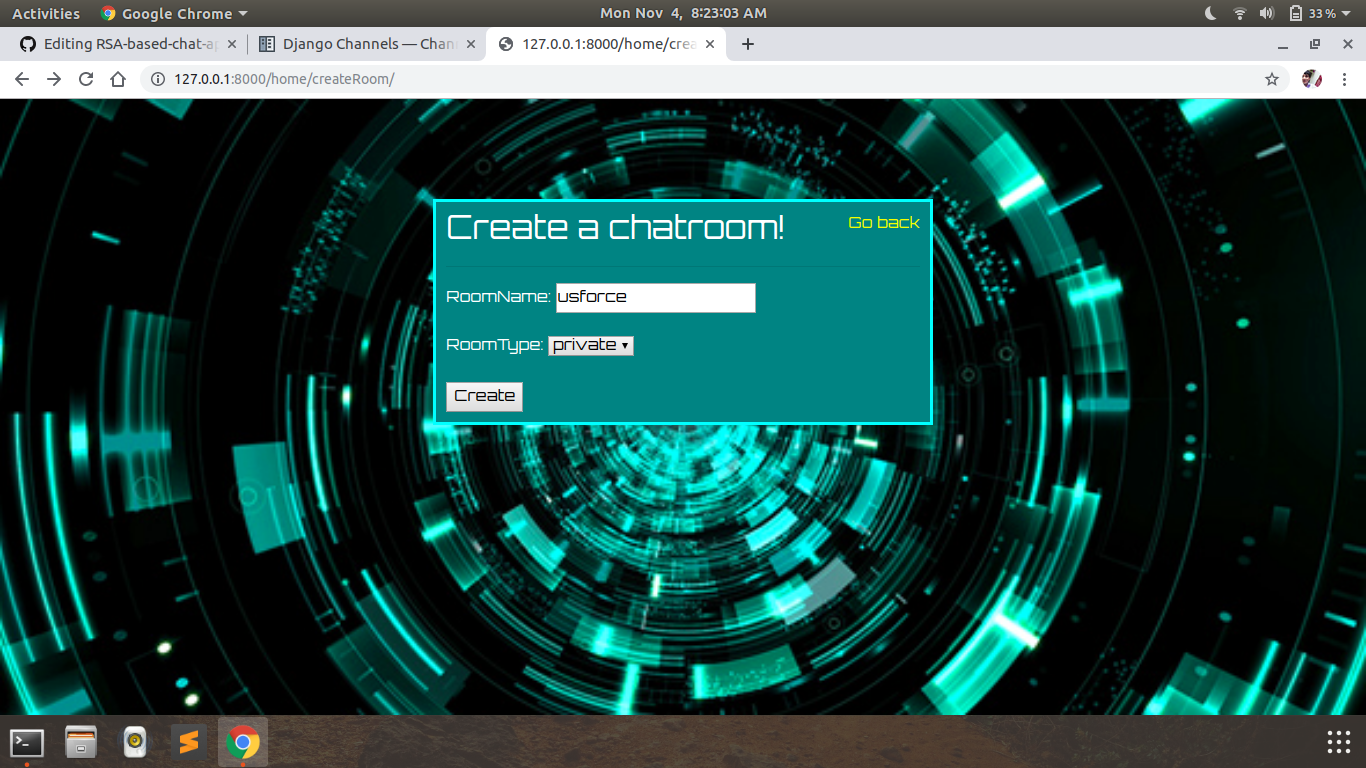 Activities Google Chrome Mon Nov 4, 8:23:03 AM 33%
Editing RSA-based-chat-ap Django Channels — Chan 127.0.0.1:8000/home/crea
127.0.0.1:8000/home/createRoom/
Create a chatroom! Go back
RoomName: usforce
RoomType: private
Create